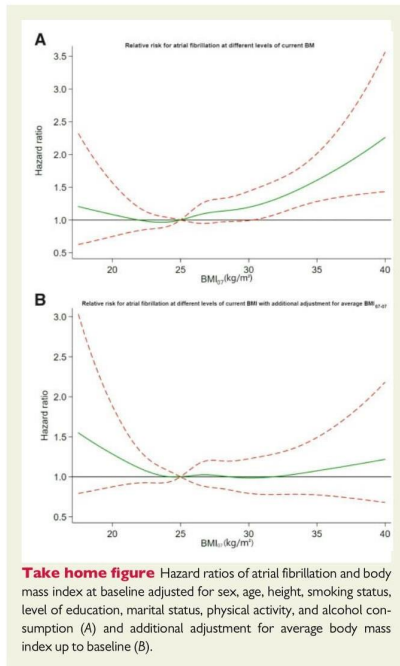 A
Relative risk for atrial fibrillation at different levels of current BM
3.5
3.0
2.5
2.0
1.5
1.0
0.5
Hazard ratio
20
25
30
35
40
BMI07(kg/m²)
B
Relative risk for atrial fibrillation at different levels of current BMI with additional adjustment for average BMI67-07
3.0
2.5
2.0
1.5
1.0
0.5
Hazard ratio
20
25
30
35
40
BMI07(kg/m²)
Take home figure Hazard ratios of atrial fibrillation and body
mass index at baseline adjusted for sex, age, height, smoking status,
level of education, marital status, physical activity, and alcohol con-
sumption (A) and additional adjustment for average body mass
index up to baseline (B).